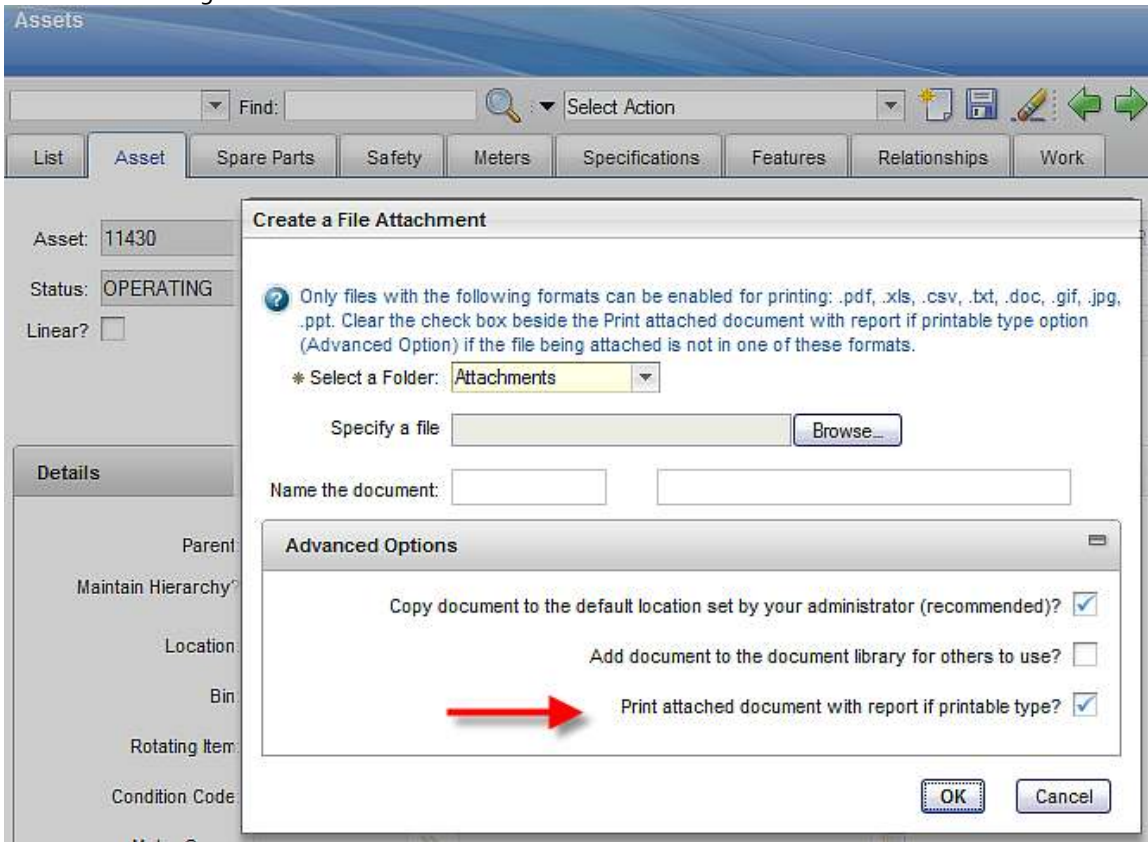 Assets
Find:
Select Action
List Asset Spare Parts Safety Meters Specifications Features Relationships Work
Asset: 11430
Status: OPERATING
Linear?
Create a File Attachment
Only files with the following formats can be enabled for printing: .pdf, .xls, .csv, .txt, .doc, .gif, .jpg,
.ppt. Clear the check box beside the Print attached document with report if printable type option
(Advanced Option) if the file being attached is not in one of these formats.
* Select a Folder: Attachments
Specify a file Browse...
Name the document:
Details
Advanced Options
Parent
Maintain Hierarchy?
Copy document to the default location set by your administrator (recommended)?
Location:
Add document to the document library for others to use?
Bin:
Print attached document with report if printable type?
Rotating Item:
Condition Code:
OK Cancel